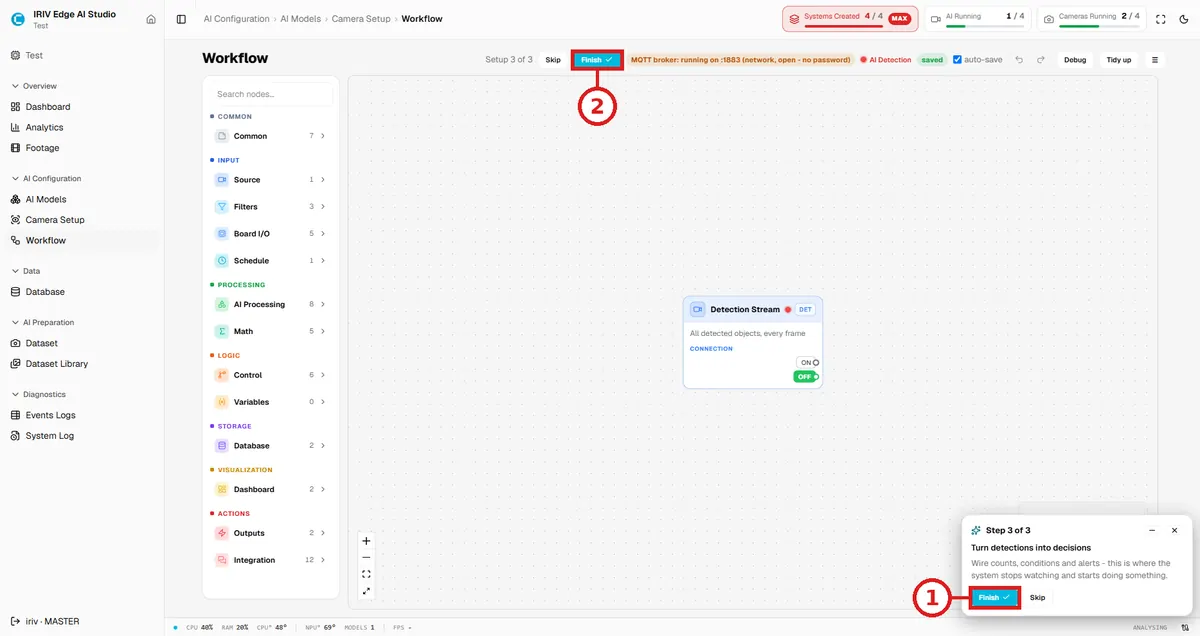 IRIV Edge AI Studio
Test
AI Configuration › AI Models › Camera Setup › Workflow
Systems Created 4 / 4 MAX
AI Running 1 / 4
Cameras Running 2 / 4
Test
Overview
Dashboard
Analytics
Footage
AI Configuration
AI Models
Camera Setup
Workflow
Data
Database
AI Preparation
Dataset
Dataset Library
Diagnostics
Events Logs
System Log
iriv - MASTER
Workflow
Setup 3 of 3 Skip Finish MQTT broker: running on :1883 (network, open - no password) AI Detection saved auto-save Debug Tidy up
2
Search nodes...
COMMON
Common 7
INPUT
Source 1
Filters 3
Board I/O 5
Schedule 1
PROCESSING
AI Processing 8
Math 5
LOGIC
Control 6
Variables 0
STORAGE
Database 2
VISUALIZATION
Dashboard 2
ACTIONS
Outputs 2
Integration 12
Detection Stream DET
All detected objects, every frame
CONNECTION
ON
OFF
Step 3 of 3
Turn detections into decisions
Wire counts, conditions and alerts - this is where the
system stops watching and starts doing something.
1
Finish Skip
CPU 40% RAM 20% CPU° 48° NPU° 69° MODELS 1 FPS -
ANALYSING